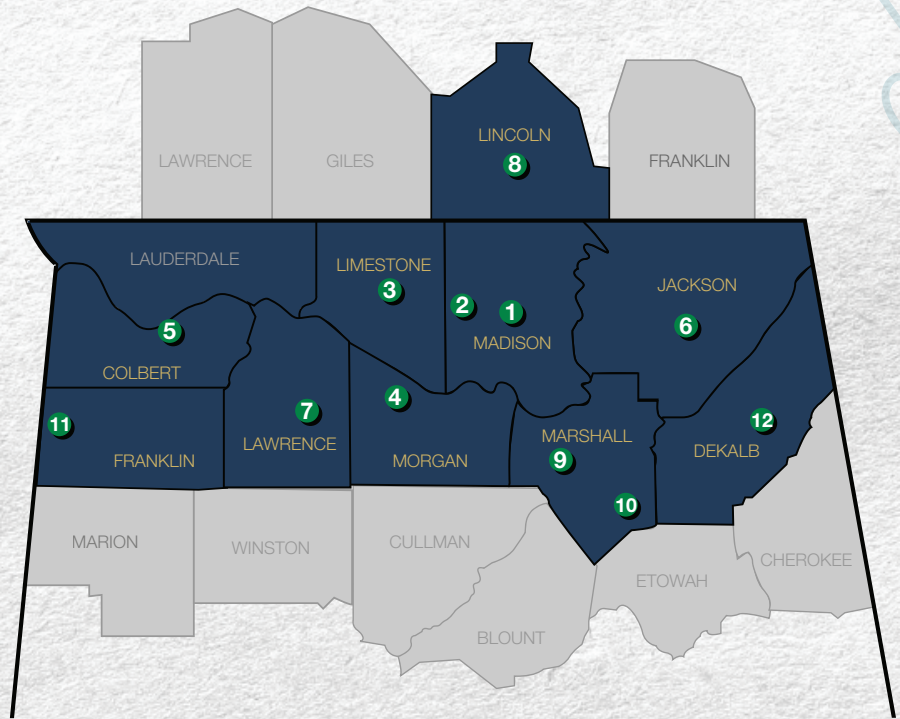 LINCOLN
LAWRENCE
GILES
FRANKLIN
8
LAUDERDALE
LIMESTONE
JACKSON
3
2
1
6
5
MADISON
COLBERT
4
7
12
11
MARSHALL
LAWRENCE
DEKALB
FRANKLIN
MORGAN
9
10
MARION
WINSTON
CULLMAN
CHEROKEE
ETOWAH
BLOUNT